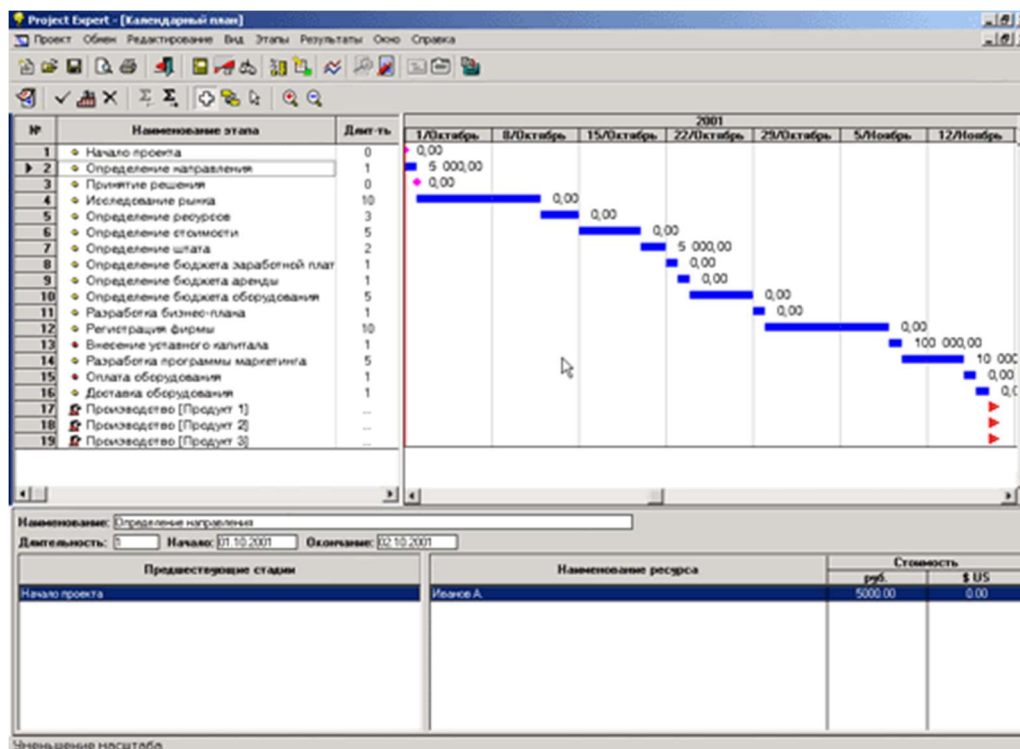 Project Expert - [Календарный план]
Проект Обмен Редактирование Вид Этапы Результаты Окно Справка
№ Наименование этапа Длит-ть
2001
1/Октябрь 8/Октябрь 15/Октябрь 22/Октябрь 29/Октябрь 5/Ноябрь 12/Ноябрь
1 Начало проекта 0 0,00
2 Определение направления 1 5 000,00
3 Принятие решения 0 0,00
4 Исследование рынка 10 0,00
5 Определение ресурсов 3 0,00
6 Определение стоимости 5 0,00
7 Определение штата 2 5 000,00
8 Определение бюджета заработной плат 1 0,00
9 Определение бюджета аренды 1 0,00
10 Определение бюджета оборудования 5 0,00
11 Разработка бизнес-плана 1 0,00
12 Регистрация фирмы 10 0,00
13 Внесение уставного капитала 1 100 000,00
14 Разработка программы маркетинга 5 10 000
15 Оплата оборудования 1 0,00
16 Доставка оборудования 1 0,0
17 Производство [Продукт 1] ...
18 Производство [Продукт 2] ...
19 Производство [Продукт 3] ...
Наименование: Определение направления
Длительность: 1 Начало: 01.10.2001 Окончание: 02.10.2001
Предшествующие стадии Наименование ресурса Стоимость
руб. $ US
Начало проекта Иванов А. 5000.00 0.00
Уменьшение масштаба